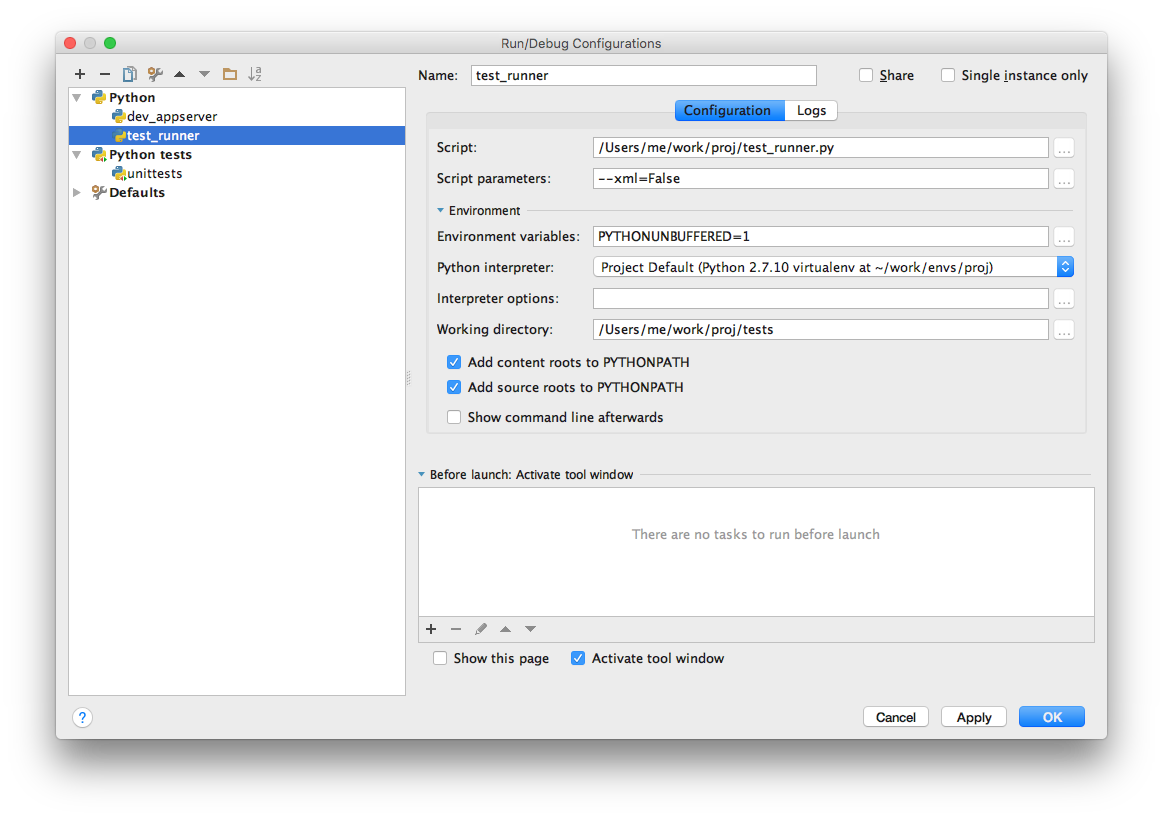 Run/Debug Configurations
Python
dev_appserver
test_runner
Python tests
unittests
Defaults
Name: test_runner Share Single instance only
Configuration Logs
Script: /Users/me/work/proj/test_runner.py ...
Script parameters: --xml=False ...
Environment
Environment variables: PYTHONUNBUFFERED=1 ...
Python interpreter: Project Default (Python 2.7.10 virtualenv at ~/work/envs/proj)
Interpreter options: ...
Working directory: /Users/me/work/proj/tests ...
Add content roots to PYTHONPATH
Add source roots to PYTHONPATH
Show command line afterwards
Before launch: Activate tool window
There are no tasks to run before launch
Show this page Activate tool window
? Cancel Apply OK